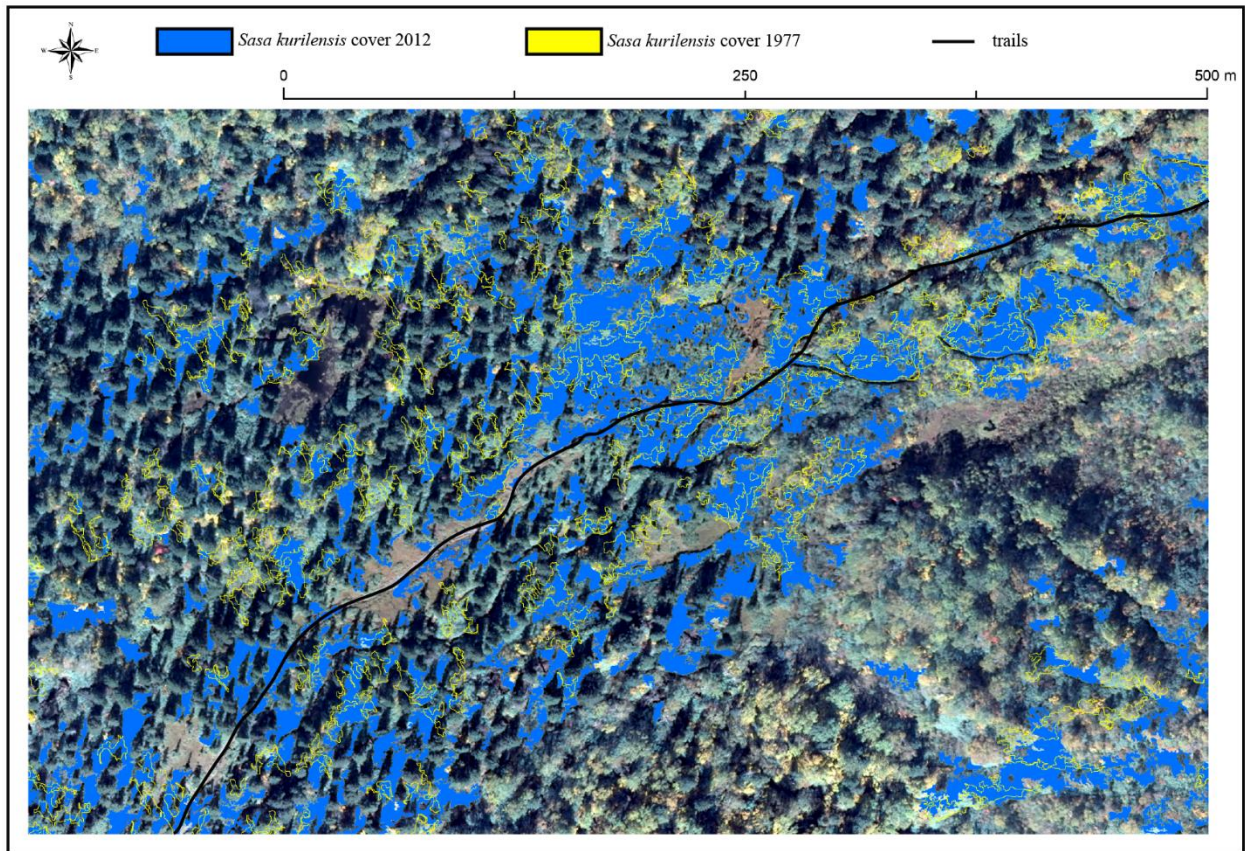 N
W E
S
Sasa kurilensis cover 2012
Sasa kurilensis cover 1977
trails
0 250 500 m